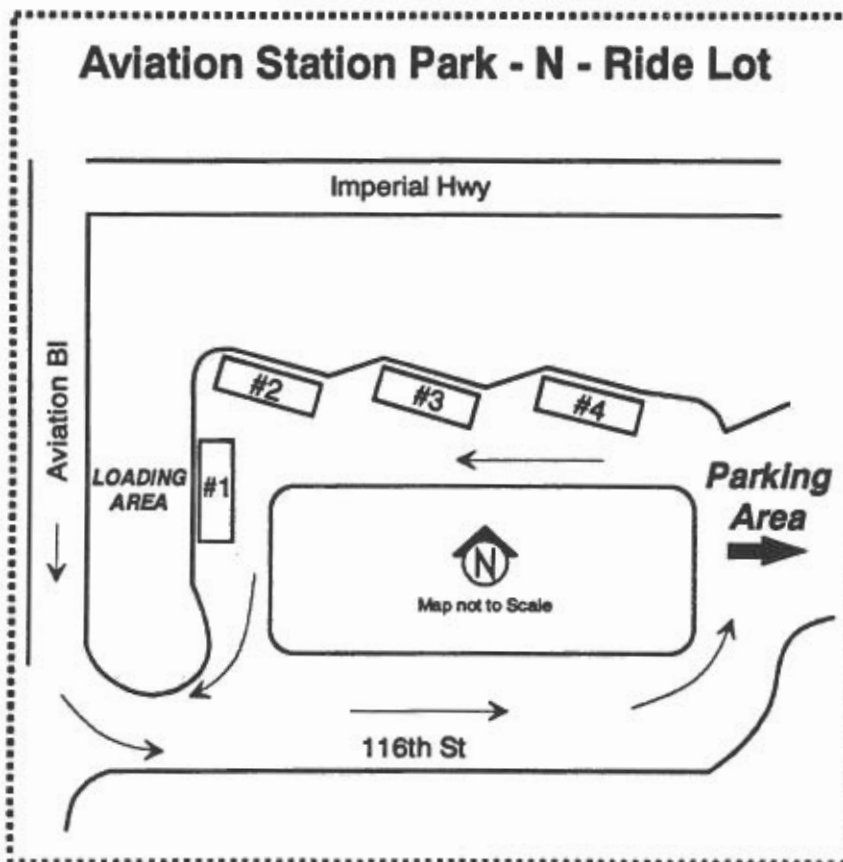 Aviation Station Park - N - Ride Lot
Imperial Hwy
Aviation Bl
#2
#3
#4
LOADING
AREA
#1
Parking
Area
N
Map not to Scale
116th St